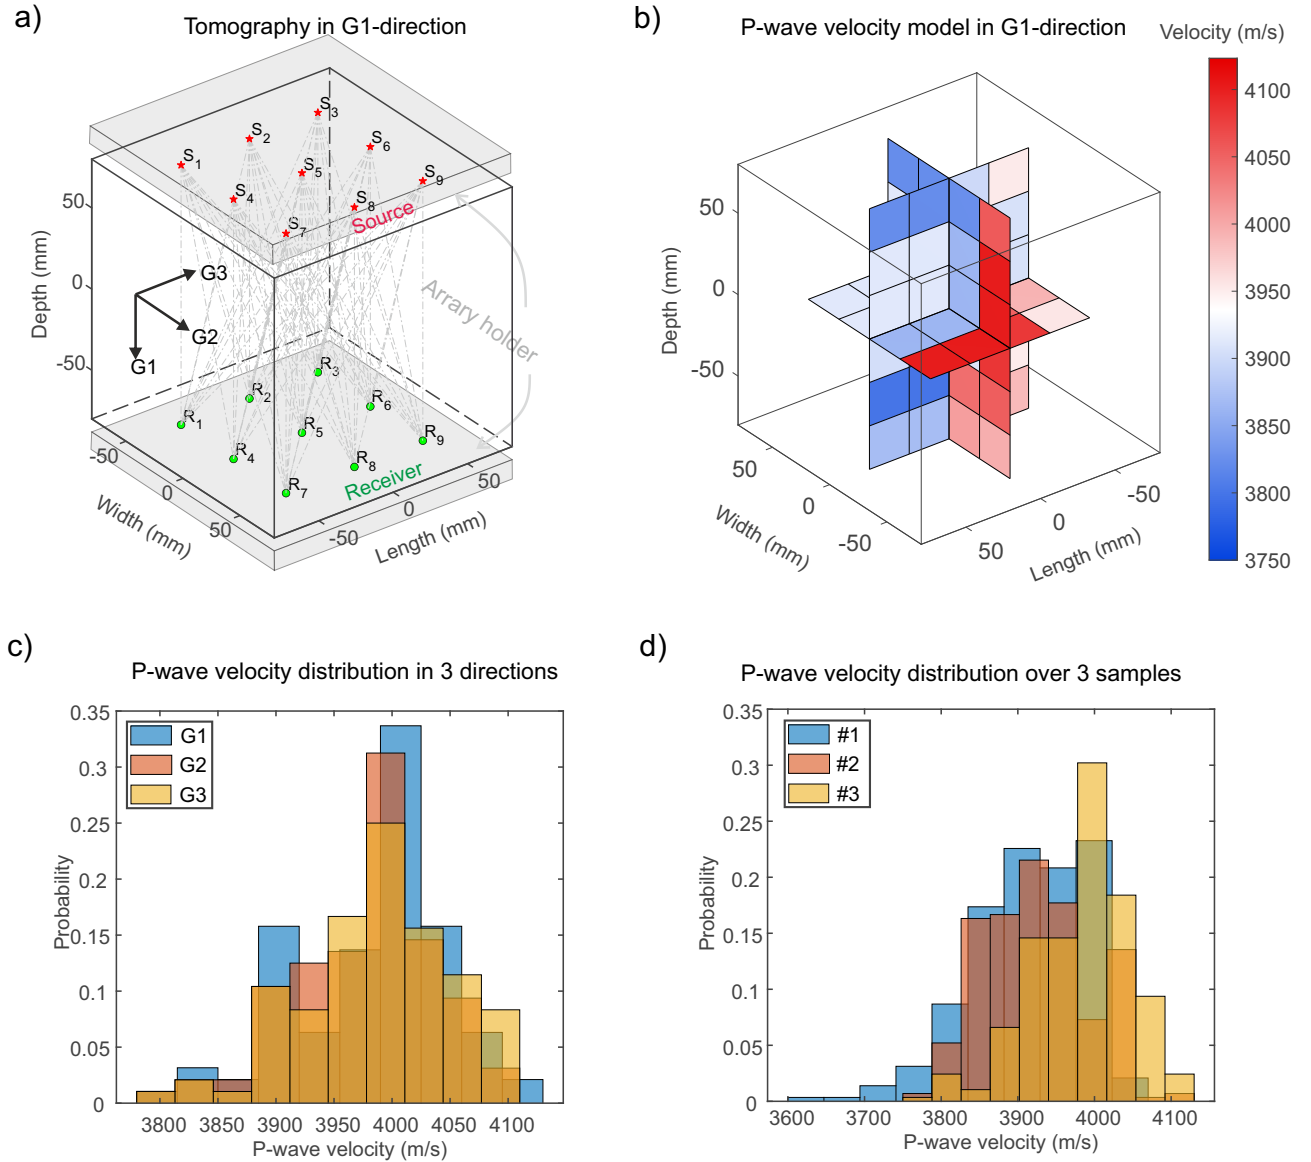 a)
Tomography in G1-direction
S1
S2
S3
S4
S5
S6
S7
S8
S9
Source
50
0
-50
Depth (mm)
G3
G2
G1
Arrary holder
R1
R2
R3
R4
R5
R6
R7
R8
R9
Receiver
-50
0
50
Width (mm)
-50
0
50
Length (mm)
b)
P-wave velocity model in G1-direction
Velocity (m/s)
4100
4050
4000
3950
3900
3850
3800
3750
50
0
-50
Depth (mm)
50
0
-50
Width (mm)
50
0
-50
Length (mm)
c)
P-wave velocity distribution in 3 directions
G1
G2
G3
0.35
0.3
0.25
0.2
0.15
0.1
0.05
0
Probability
3800 3850 3900 3950 4000 4050 4100
P-wave velocity (m/s)
d)
P-wave velocity distribution over 3 samples
#1
#2
#3
0.35
0.3
0.25
0.2
0.15
0.1
0.05
0
Probability
3600 3700 3800 3900 4000 4100
P-wave velocity (m/s)